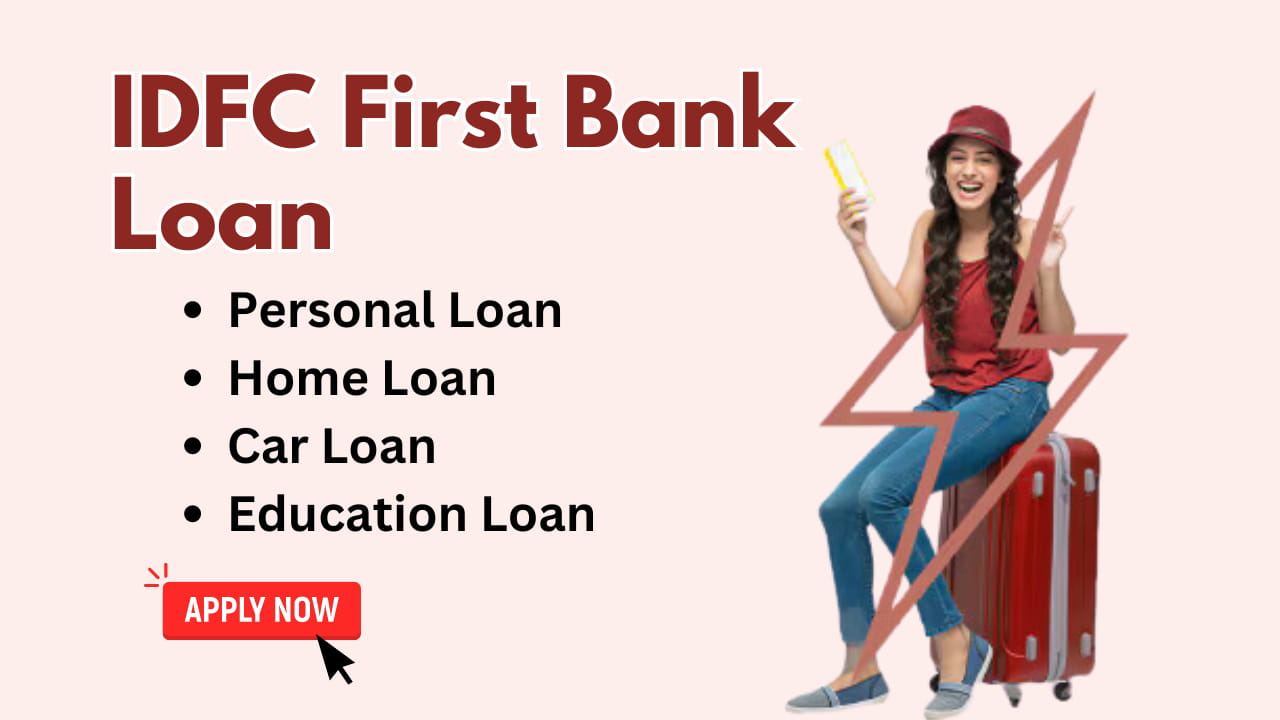 IDFC First Bank
Loan
• Personal Loan
• Home Loan
• Car Loan
• Education Loan
APPLY NOW